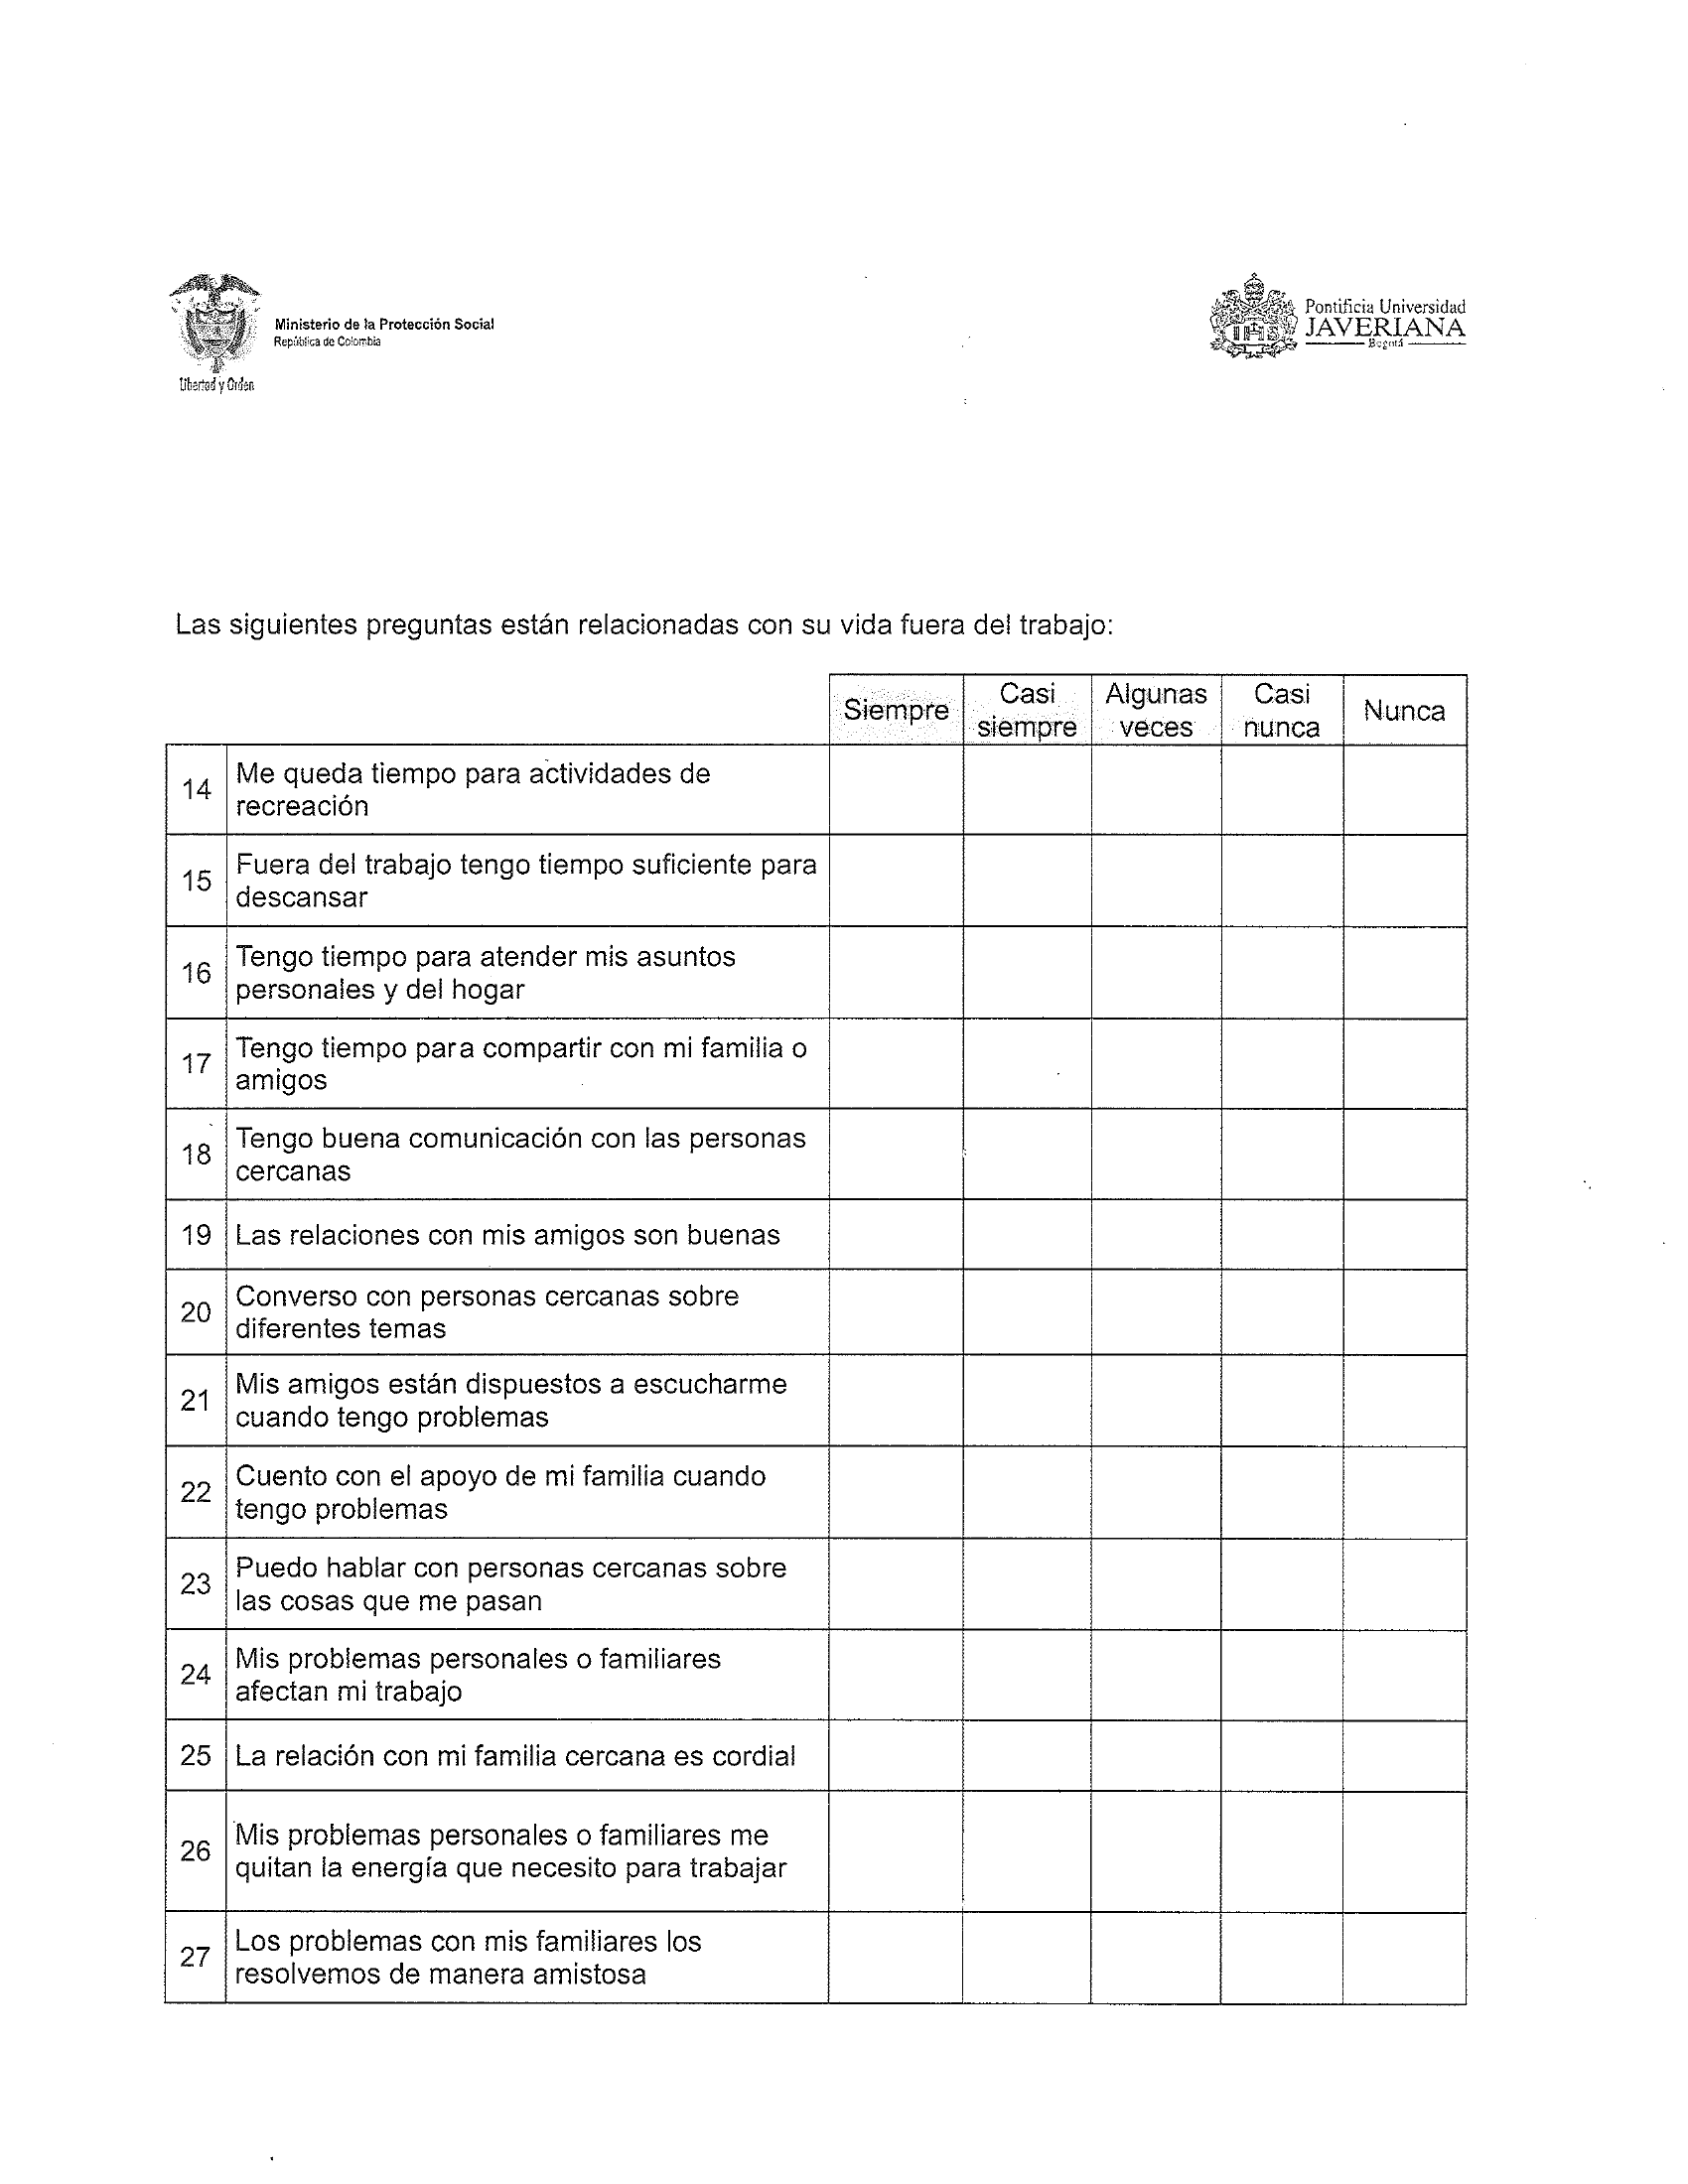 Ministerio de la Protección Social
República de Colombia
Libertad y Orden
Pontificia Universidad
JAVERIANA
Bogotá
Las siguientes preguntas están relacionadas con su vida fuera del trabajo:
Siempre
Casi
siempre
Algunas
veces
Casi
nunca
Nunca
14
Me queda tiempo para actividades de
recreación
15
Fuera del trabajo tengo tiempo suficiente para
descansar
16
Tengo tiempo para atender mis asuntos
personales y del hogar
17
Tengo tiempo para compartir con mi familia o
amigos
18
Tengo buena comunicación con las personas
cercanas
19
Las relaciones con mis amigos son buenas
20
Converso con personas cercanas sobre
diferentes temas
21
Mis amigos están dispuestos a escucharme
cuando tengo problemas
22
Cuento con el apoyo de mi familia cuando
tengo problemas
23
Puedo hablar con personas cercanas sobre
las cosas que me pasan
24
Mis problemas personales o familiares
afectan mi trabajo
25
La relación con mi familia cercana es cordial
26
Mis problemas personales o familiares me
quitan la energía que necesito para trabajar
27
Los problemas con mis familiares los
resolvemos de manera amistosa